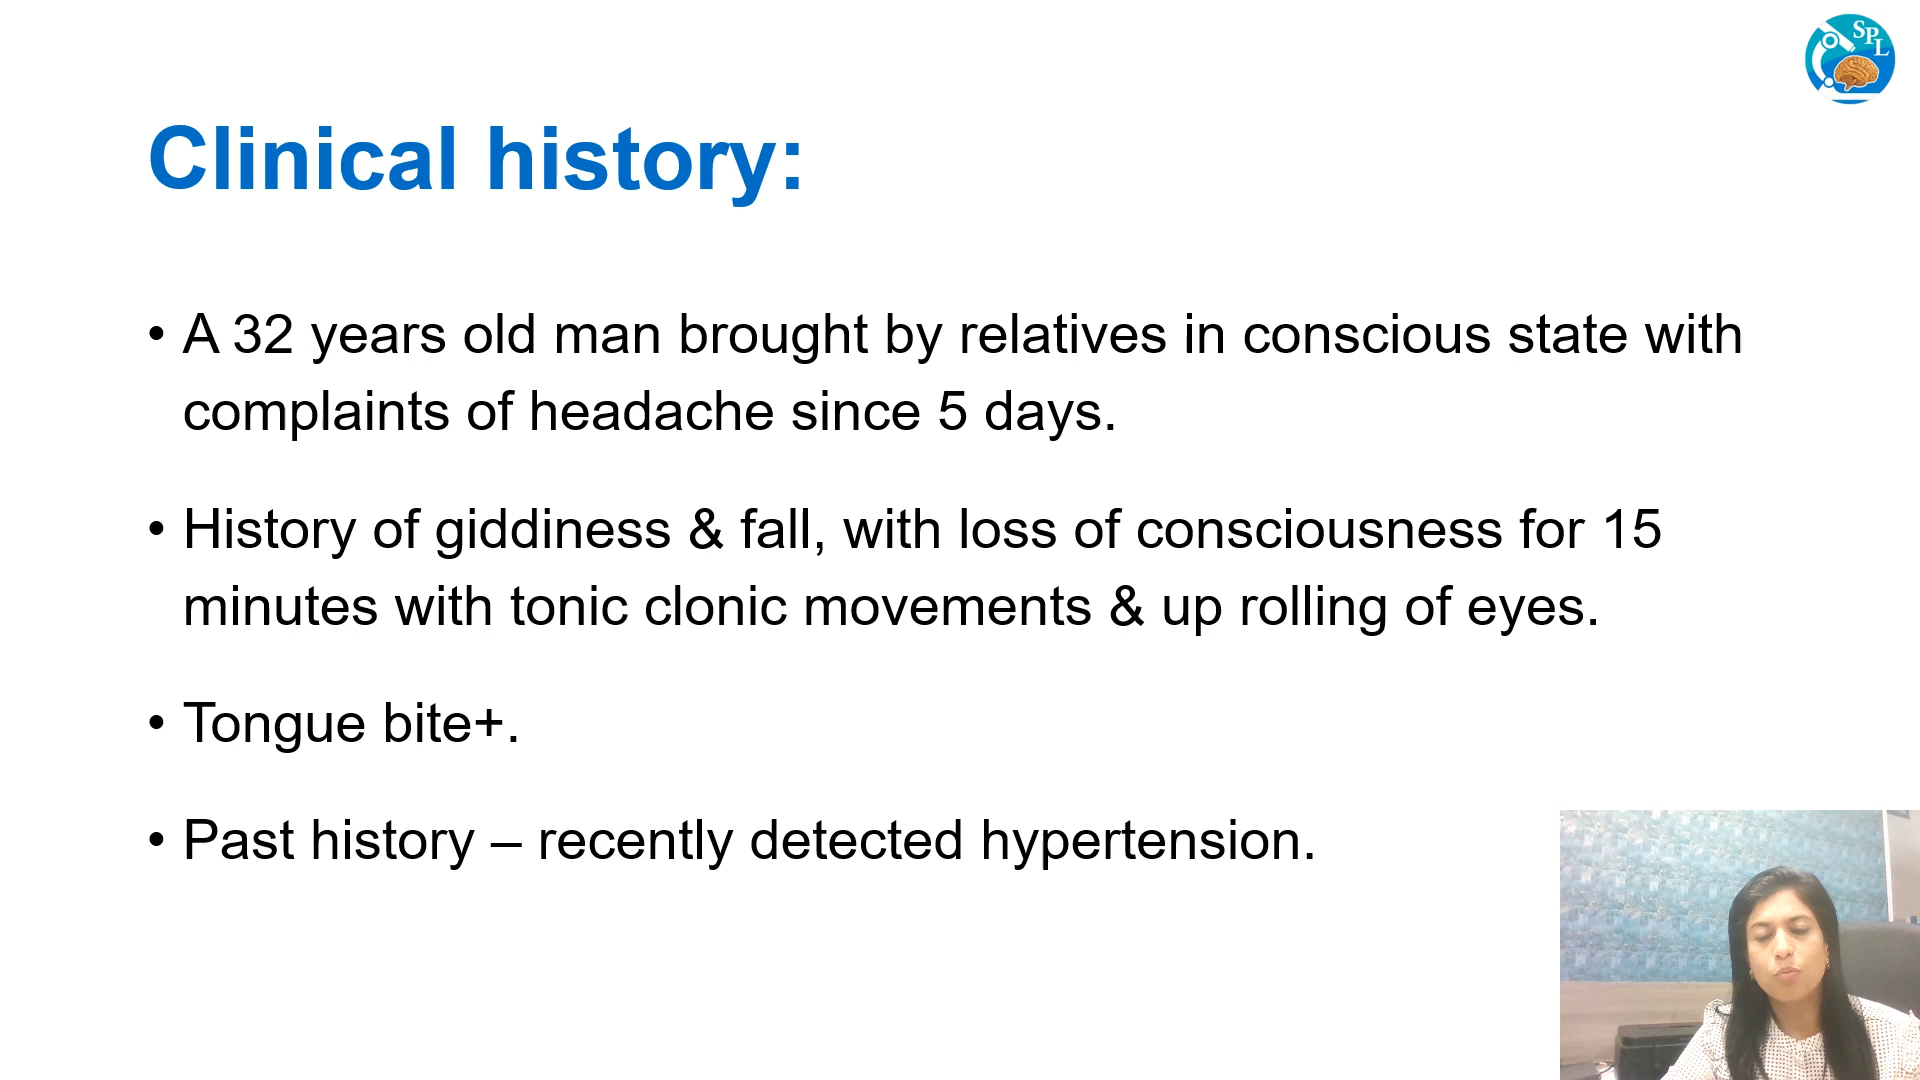 SPL
Clinical history:
• A 32 years old man brought by relatives in conscious state with
complaints of headache since 5 days.
• History of giddiness & fall, with loss of consciousness for 15
minutes with tonic clonic movements & up rolling of eyes.
• Tongue bite+.
• Past history – recently detected hypertension.